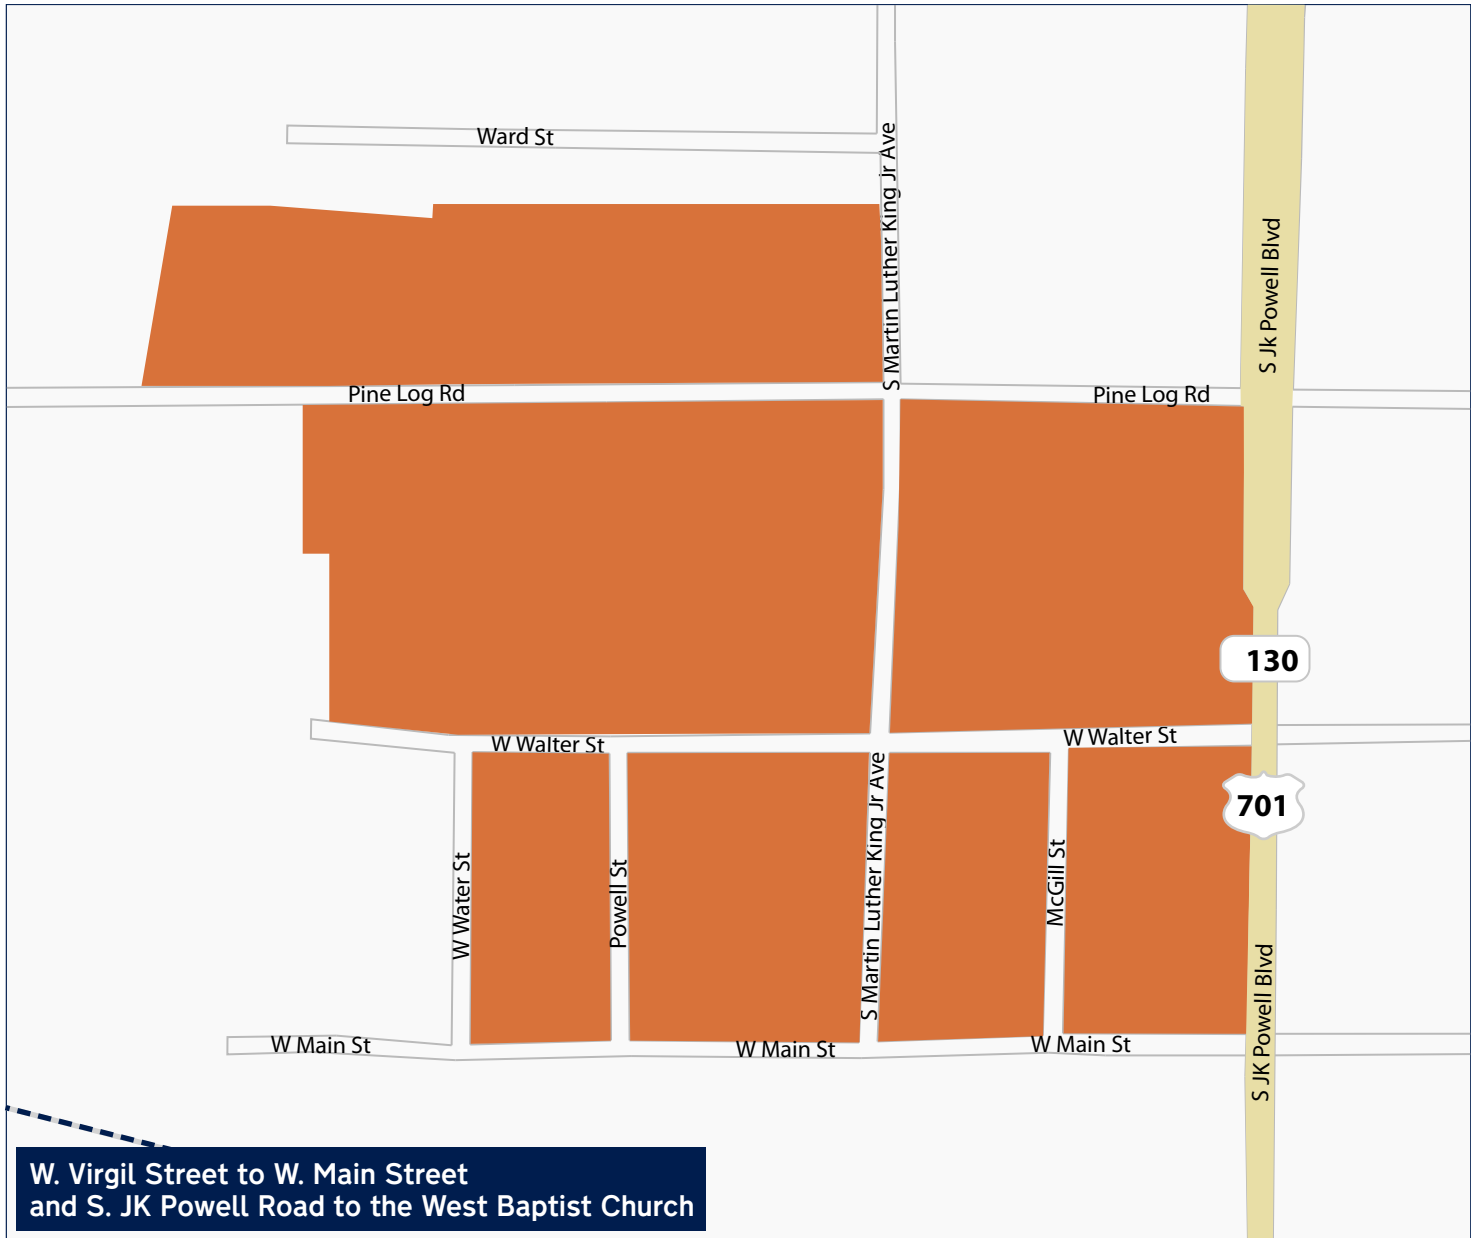 Ward St
S Martin Luther King Jr Ave
S Jk Powell Blvd
Pine Log Rd
Pine Log Rd
130
W Walter St
W Walter St
701
W Water St
Powell St
S Martin Luther King Jr Ave
McGill St
S JK Powell Blvd
W Main St
W Main St
W Main St
W. Virgil Street to W. Main Street
and S. JK Powell Road to the West Baptist Church